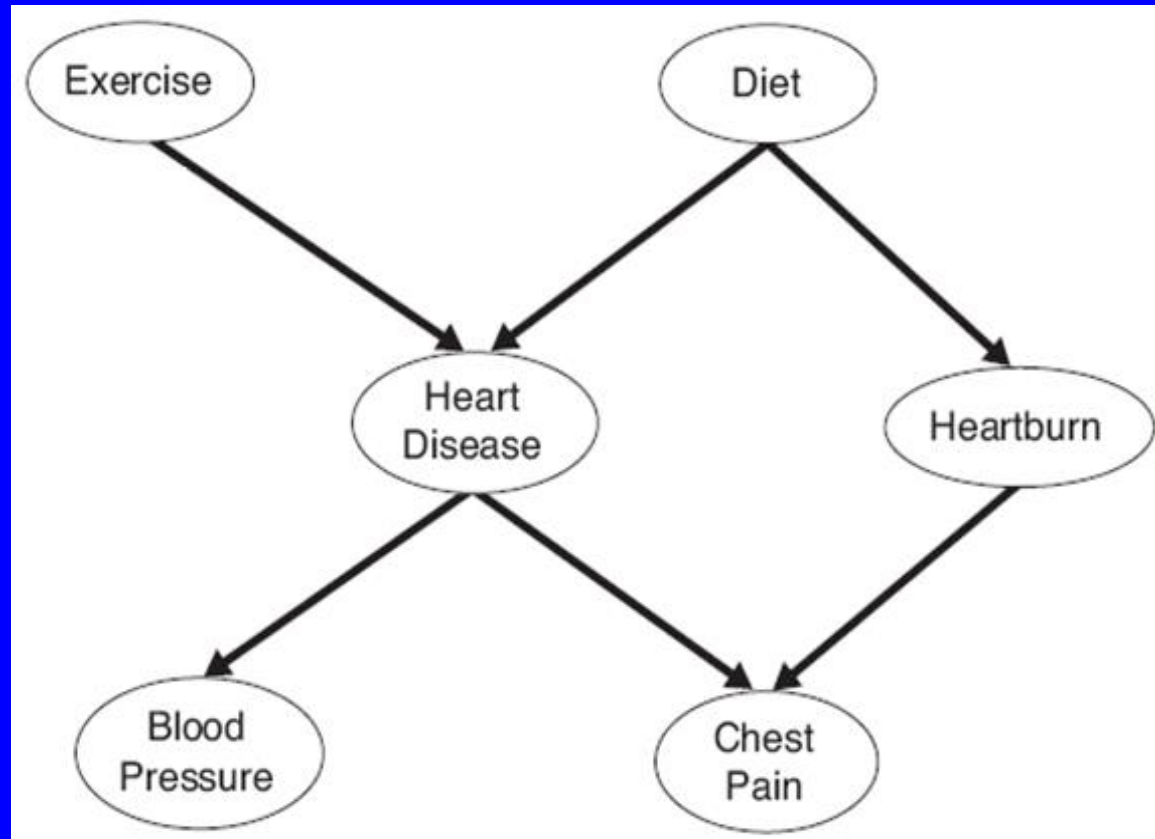 Exercise
Diet
Heart
Disease
Heartburn
Blood
Pressure
Chest
Pain